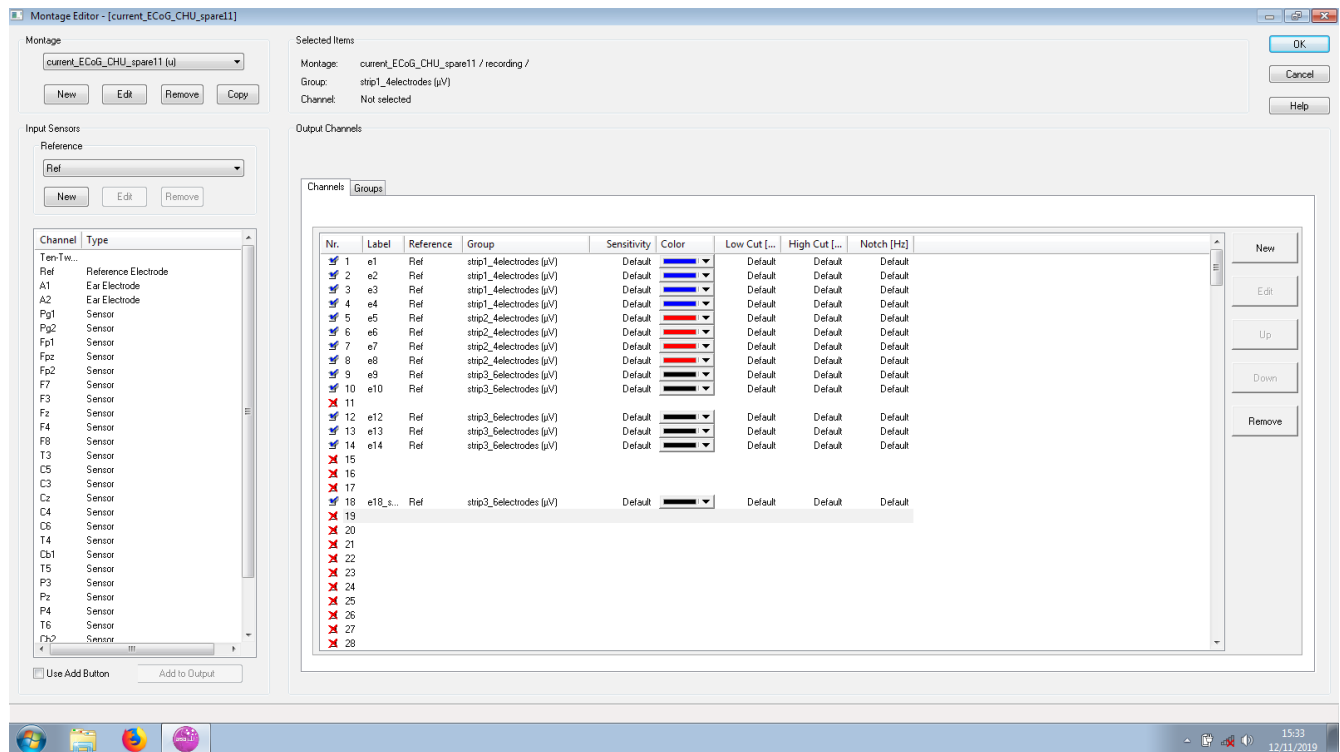 Montage Editor - [current_ECoG_CHU_spare11]
Montage
current_ECoG_CHU_spare11 (u)
New Edit Remove Copy
Selected Items
Montage: current_ECoG_CHU_spare11 / recording /
Group: strip1_4electrodes (µV)
Channel: Not selected
OK
Cancel
Help
Input Sensors
Reference
Ref
New Edit Remove
Channel Type
Ten-Tw...
Ref Reference Electrode
A1 Ear Electrode
A2 Ear Electrode
Pg1 Sensor
Pg2 Sensor
Fp1 Sensor
Fpz Sensor
Fp2 Sensor
F7 Sensor
F3 Sensor
Fz Sensor
F4 Sensor
F8 Sensor
T3 Sensor
C5 Sensor
C3 Sensor
Cz Sensor
C4 Sensor
C6 Sensor
T4 Sensor
Cb1 Sensor
T5 Sensor
P3 Sensor
Pz Sensor
P4 Sensor
T6 Sensor
Cb2 Sensor
Use Add Button Add to Output
Output Channels
Channels Groups
Nr. Label Reference Group Sensitivity Color Low Cut [... High Cut [... Notch [Hz]
1 e1 Ref strip1_4electrodes (µV) Default Default Default Default
2 e2 Ref strip1_4electrodes (µV) Default Default Default Default
3 e3 Ref strip1_4electrodes (µV) Default Default Default Default
4 e4 Ref strip1_4electrodes (µV) Default Default Default Default
5 e5 Ref strip2_4electrodes (µV) Default Default Default Default
6 e6 Ref strip2_4electrodes (µV) Default Default Default Default
7 e7 Ref strip2_4electrodes (µV) Default Default Default Default
8 e8 Ref strip2_4electrodes (µV) Default Default Default Default
9 e9 Ref strip3_6electrodes (µV) Default Default Default Default
10 e10 Ref strip3_6electrodes (µV) Default Default Default Default
11
12 e12 Ref strip3_6electrodes (µV) Default Default Default Default
13 e13 Ref strip3_6electrodes (µV) Default Default Default Default
14 e14 Ref strip3_6electrodes (µV) Default Default Default Default
15
16
17
18 e18_s... Ref strip3_6electrodes (µV) Default Default Default Default
19
20
21
22
23
24
25
26
27
28
New
Edit
Up
Down
Remove
15:33
12/11/2019